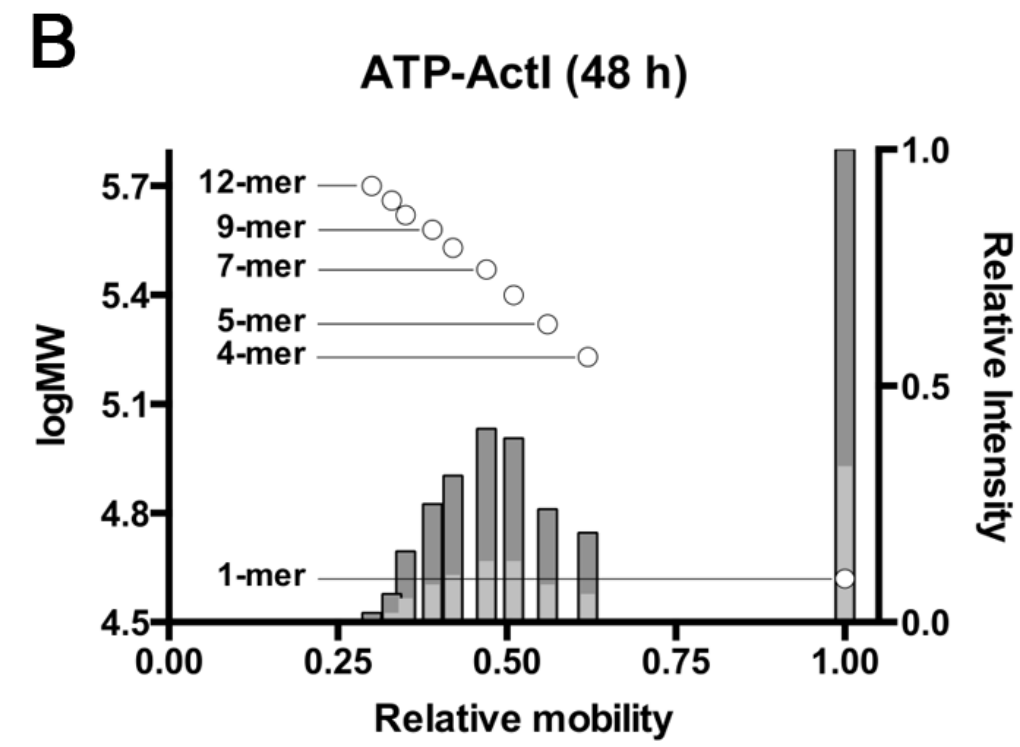 B
ATP-ActI (48 h)
5.7
5.4
5.1
4.8
4.5
logMW
12-mer
9-mer
7-mer
5-mer
4-mer
1-mer
1.0
0.5
0.0
Relative Intensity
0.00 0.25 0.50 0.75 1.00
Relative mobility